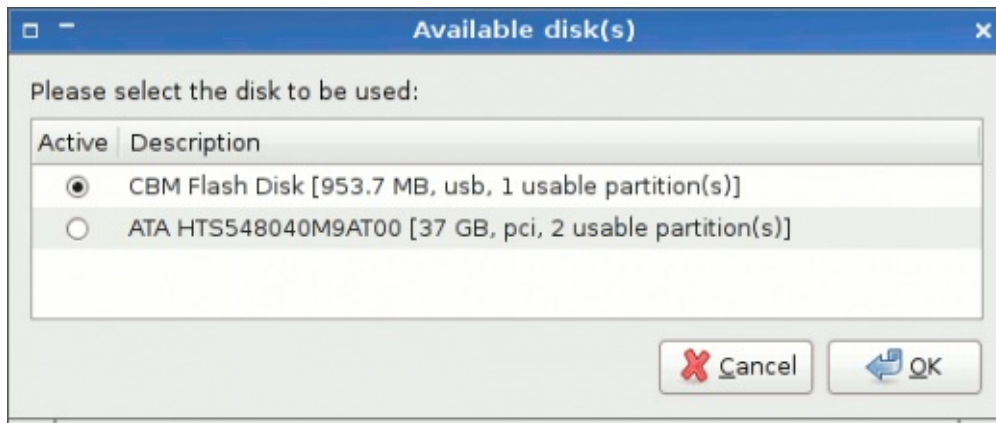 Available disk(s)
Please select the disk to be used:
Active Description
CBM Flash Disk [953.7 MB, usb, 1 usable partition(s)]
ATA HTS548040M9AT00 [37 GB, pci, 2 usable partition(s)]
Cancel OK